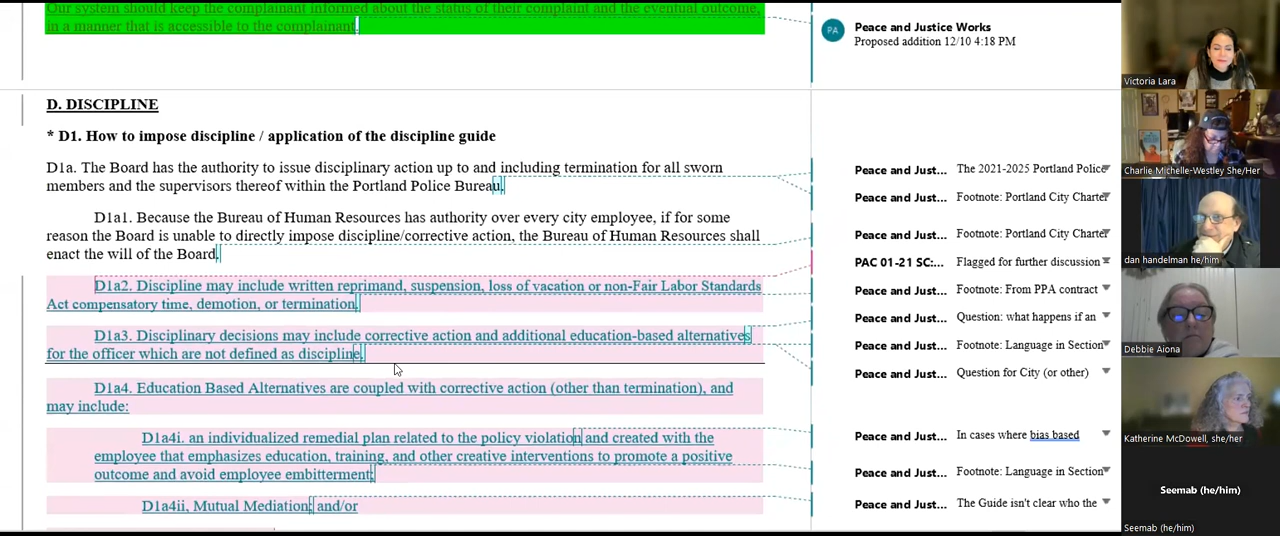 Our system should keep the complainant informed about the status of their complaint and the eventual outcome,
in a manner that is accessible to the complainant.
D. DISCIPLINE
* D1. How to impose discipline / application of the discipline guide
D1a. The Board has the authority to issue disciplinary action up to and including termination for all sworn
members and the supervisors thereof within the Portland Police Bureau.
D1a1. Because the Bureau of Human Resources has authority over every city employee, if for some
reason the Board is unable to directly impose discipline/corrective action, the Bureau of Human Resources shall
enact the will of the Board.
D1a2. Discipline may include written reprimand, suspension, loss of vacation or non-Fair Labor Standards
Act compensatory time, demotion, or termination.
D1a3. Disciplinary decisions may include corrective action and additional education-based alternatives
for the officer which are not defined as discipline.
D1a4. Education Based Alternatives are coupled with corrective action (other than termination), and
may include:
D1a4i. an individualized remedial plan related to the policy violation and created with the
employee that emphasizes education, training, and other creative interventions to promote a positive
outcome and avoid employee embitterment;
D1a4ii, Mutual Mediation; and/or
PA
Peace and Justice Works
Proposed addition 12/10 4:18 PM
Peace and Just... The 2021-2025 Portland Police
Peace and Just... Footnote: Portland City Charter
Peace and Just... Footnote: Portland City Charter
PAC 01-21 SC:... Flagged for further discussion
Peace and Just... Footnote: From PPA contract
Peace and Just... Question: what happens if an
Peace and Just... Footnote: Language in Section
Peace and Just... Question for City (or other)
Peace and Just... In cases where bias based
Peace and Just... Footnote: Language in Section
Peace and Just... The Guide isn't clear who the
Victoria Lara
Charlie Michelle-Westley She/Her
dan handelman he/him
Debbie Aiona
Katherine McDowell, she/her
Seemab (he/him)
Seemab (he/him)